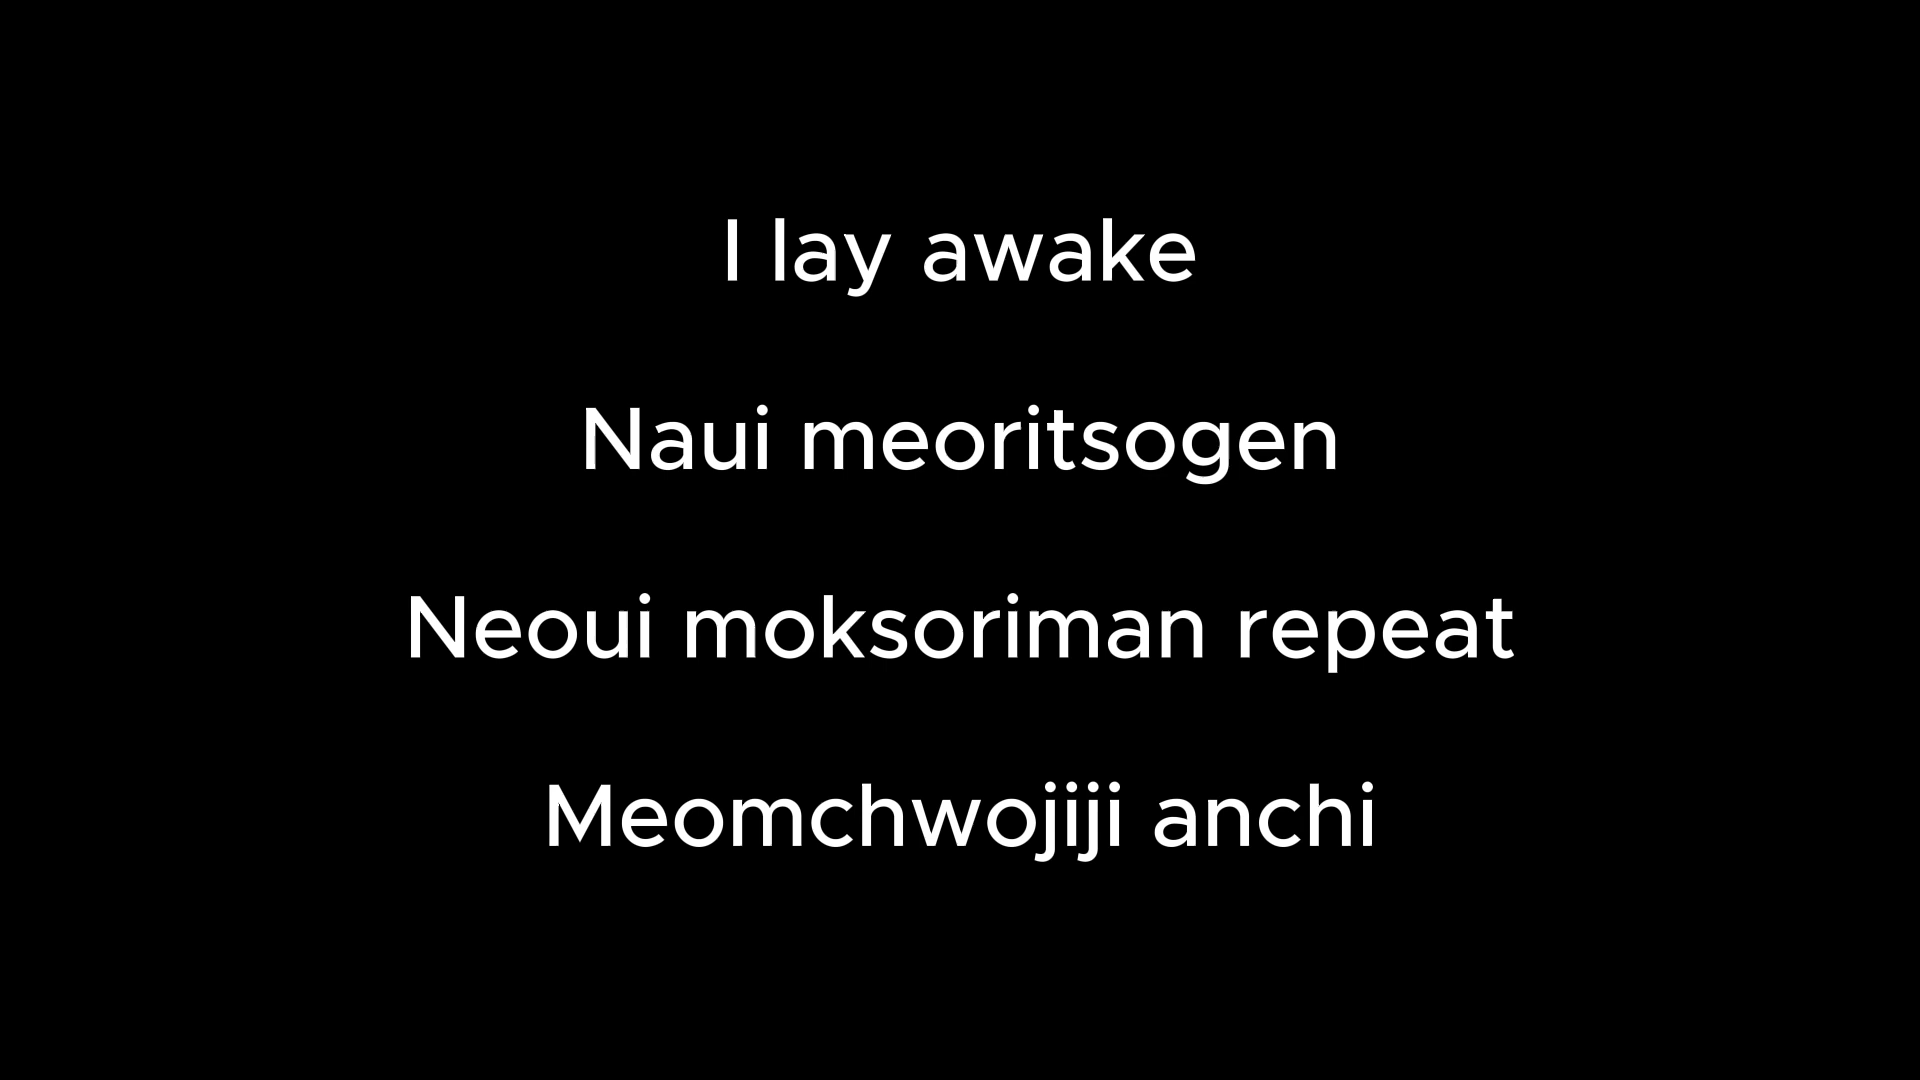 I lay awake
Naui meoritsogen
Neoui moksoriman repeat
Meomchwojiji anchi